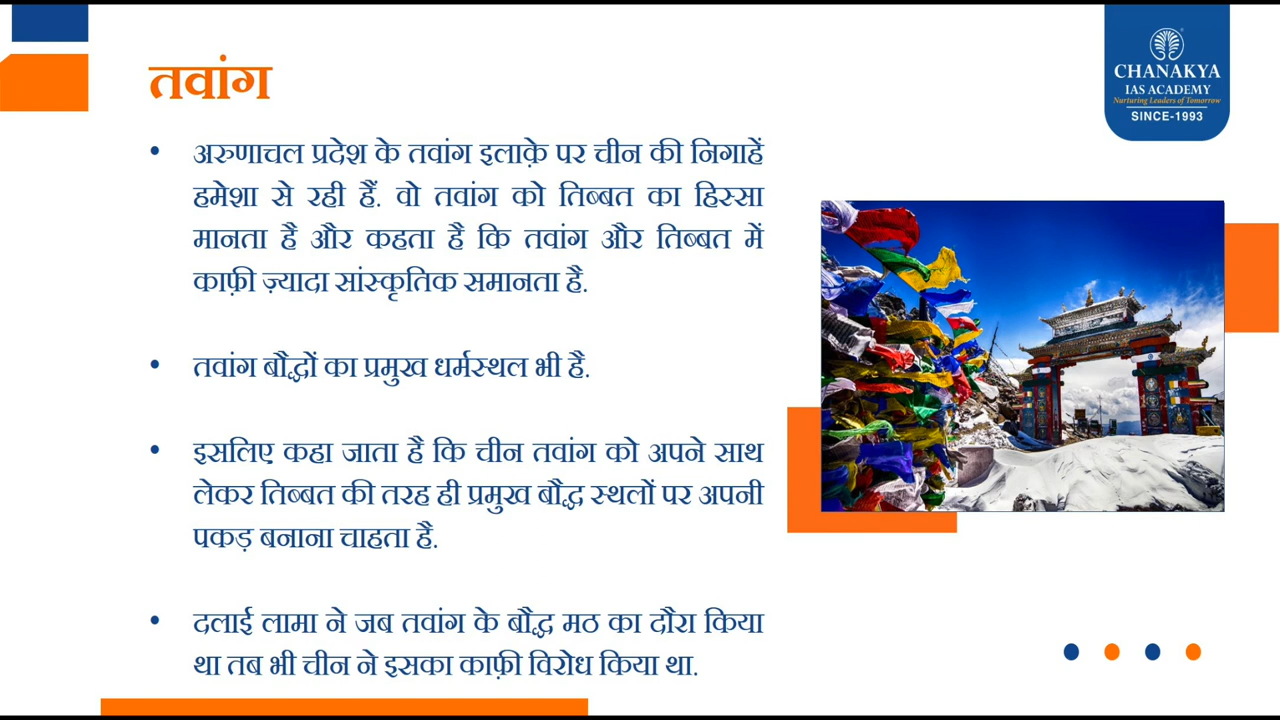 तवांग
CHANAKYA
IAS ACADEMY
Nurturing Leaders of Tomorrow
SINCE-1993
• अरुणाचल प्रदेश के तवांग इलाक़े पर चीन की निगाहें
हमेशा से रही हैं. वो तवांग को तिब्बत का हिस्सा
मानता है और कहता है कि तवांग और तिब्बत में
काफ़ी ज़्यादा सांस्कृतिक समानता है.
• तवांग बौद्धों का प्रमुख धर्मस्थल भी है.
• इसलिए कहा जाता है कि चीन तवांग को अपने साथ
लेकर तिब्बत की तरह ही प्रमुख बौद्ध स्थलों पर अपनी
पकड़ बनाना चाहता है.
• दलाई लामा ने जब तवांग के बौद्ध मठ का दौरा किया
था तब भी चीन ने इसका काफ़ी विरोध किया था.